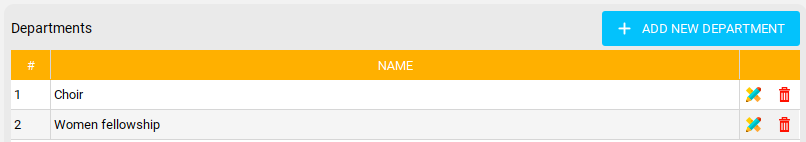 Departments
+ ADD NEW DEPARTMENT
# NAME
1 Choir
2 Women fellowship